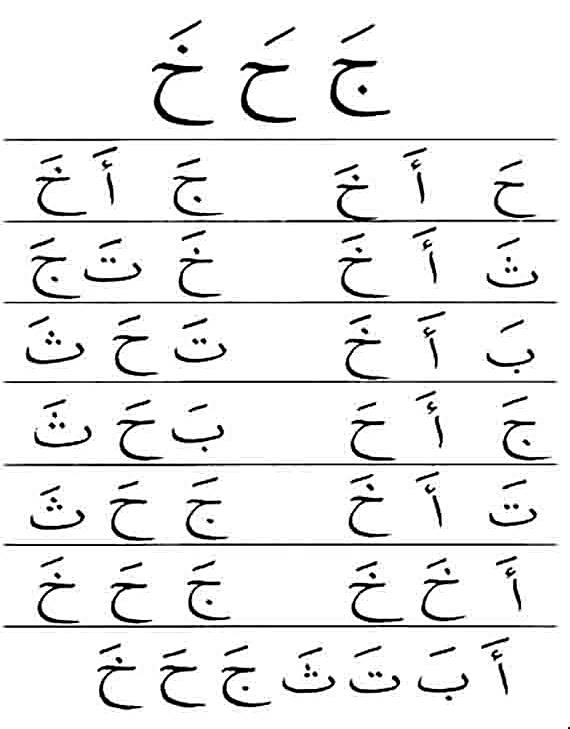 جَ حَ خَ
حَ أَ خَ جَ أَ خَ
ثَ أَ خَ خَ تَ جَ
بَ أَ خَ تَ حَ ثَ
جَ أَ حَ بَ حَ ثَ
تَ أَ خَ جَ حَ ثَ
أَ خَ خَ جَ حَ خَ
أَ بَ تَ ثَ جَ حَ خَ